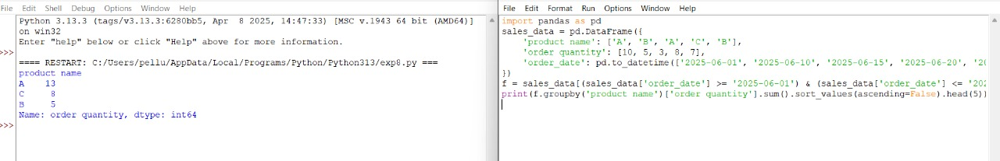 File Edit Shell Debug Options Window Help
Python 3.13.3 (tags/v3.13.3:6280bb5, Apr  8 2025, 14:47:33) [MSC v.1943 64 bit (AMD64)]
on win32
Enter "help" below or click "Help" above for more information.
>>>
==== RESTART: C:/Users/pellu/AppData/Local/Programs/Python/Python313/exp8.py ===
product name
A    13
C     8
B     5
Name: order quantity, dtype: int64
>>>
File Edit Format Run Options Window Help
import pandas as pd
sales_data = pd.DataFrame({
    'product name': ['A', 'B', 'A', 'C', 'B'],
    'order quantity': [10, 5, 3, 8, 7],
    'order_date': pd.to_datetime(['2025-06-01', '2025-06-10', '2025-06-15', '2025-06-20', '20
})
f = sales_data[(sales_data['order_date'] >= '2025-06-01') & (sales_data['order_date'] <= '202
print(f.groupby('product name')['order quantity'].sum().sort_values(ascending=False).head(5))